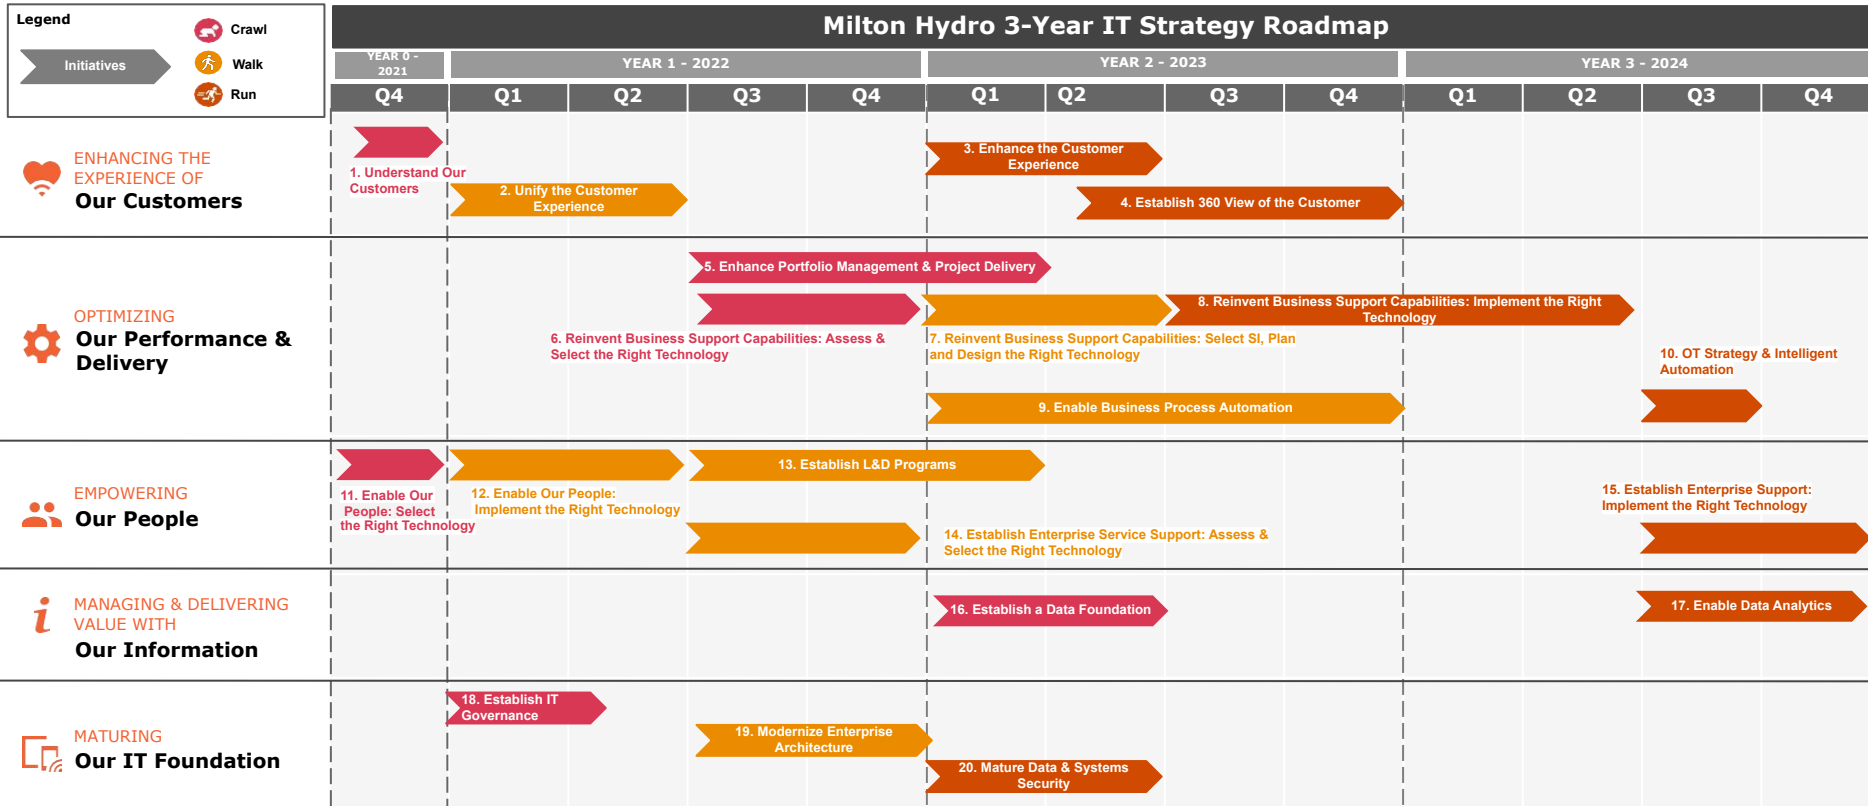 Legend
Initiatives
Crawl
Walk
Run
Milton Hydro 3-Year IT Strategy Roadmap
YEAR 0 -
2021
YEAR 1 - 2022
YEAR 2 - 2023
YEAR 3 - 2024
Q4
Q1
Q2
Q3
Q4
Q1
Q2
Q3
Q4
Q1
Q2
Q3
Q4
ENHANCING THE
EXPERIENCE OF
Our Customers
1. Understand Our
Customers
2. Unify the Customer
Experience
3. Enhance the Customer
Experience
4. Establish 360 View of the Customer
OPTIMIZING
Our Performance &
Delivery
5. Enhance Portfolio Management & Project Delivery
6. Reinvent Business Support Capabilities: Assess &
Select the Right Technology
7. Reinvent Business Support Capabilities: Select SI, Plan
and Design the Right Technology
8. Reinvent Business Support Capabilities: Implement the Right
Technology
9. Enable Business Process Automation
10. OT Strategy & Intelligent
Automation
EMPOWERING
Our People
11. Enable Our
People: Select
the Right Technology
12. Enable Our People:
Implement the Right Technology
13. Establish L&D Programs
14. Establish Enterprise Service Support: Assess &
Select the Right Technology
15. Establish Enterprise Support:
Implement the Right Technology
MANAGING & DELIVERING
VALUE WITH
Our Information
16. Establish a Data Foundation
17. Enable Data Analytics
MATURING
Our IT Foundation
18. Establish IT
Governance
19. Modernize Enterprise
Architecture
20. Mature Data & Systems
Security